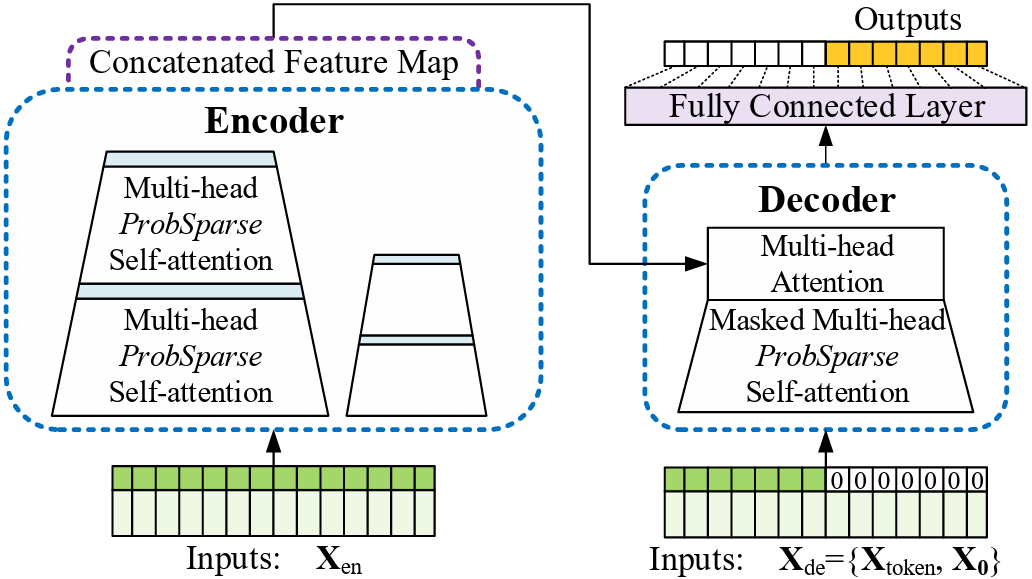 Outputs
Concatenated Feature Map
Fully Connected Layer
Encoder
Multi-head
ProbSparse
Self-attention
Multi-head
ProbSparse
Self-attention
Decoder
Multi-head
Attention
Masked Multi-head
ProbSparse
Self-attention
0 0 0 0 0 0 0 0
Inputs: Xen
Inputs: Xde={Xtoken, X0}